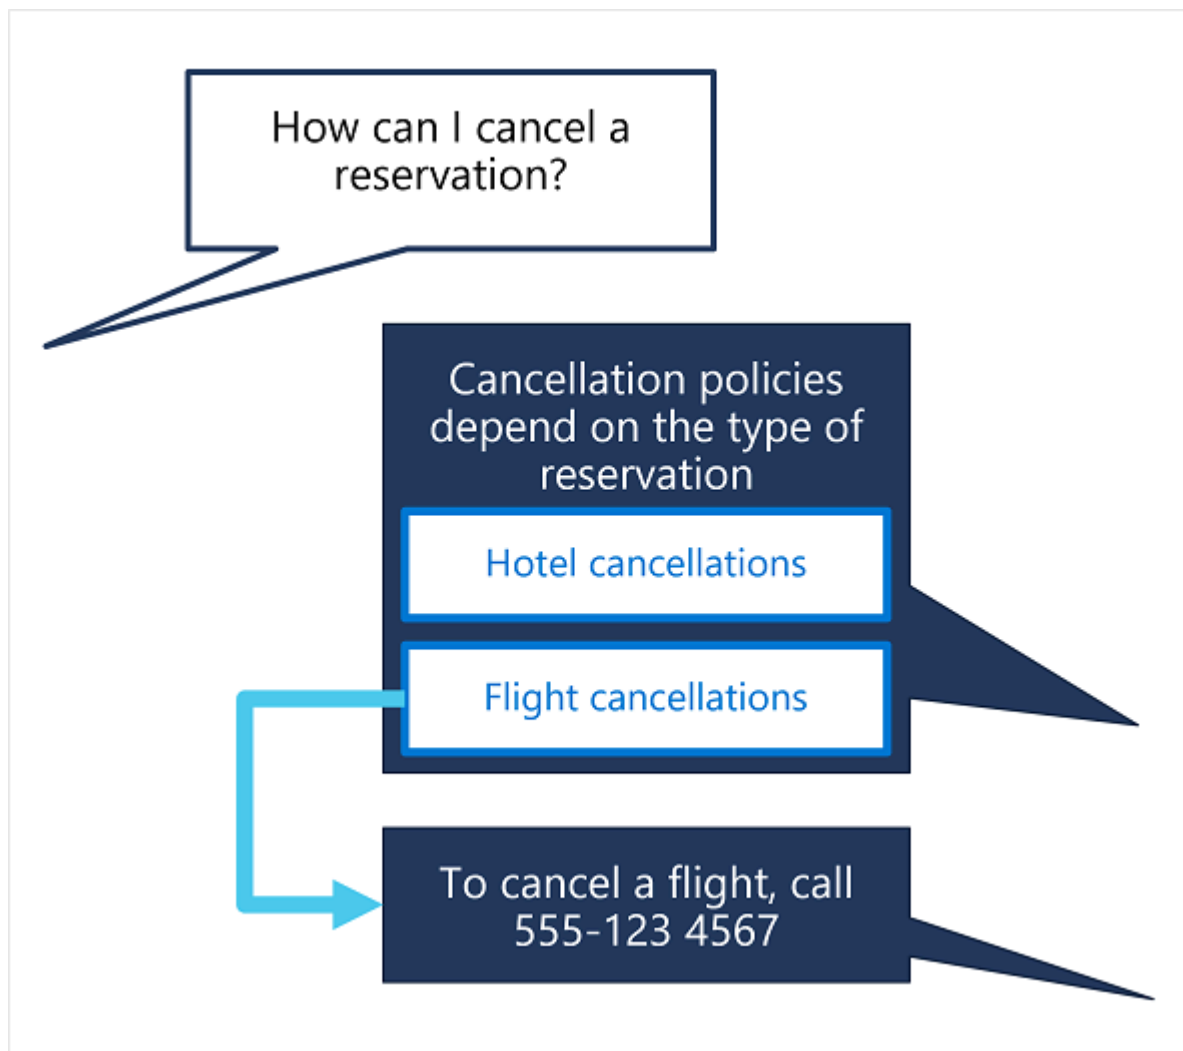 How can I cancel a
reservation?
Cancellation policies
depend on the type of
reservation
Hotel cancellations
Flight cancellations
To cancel a flight, call
555-123 4567